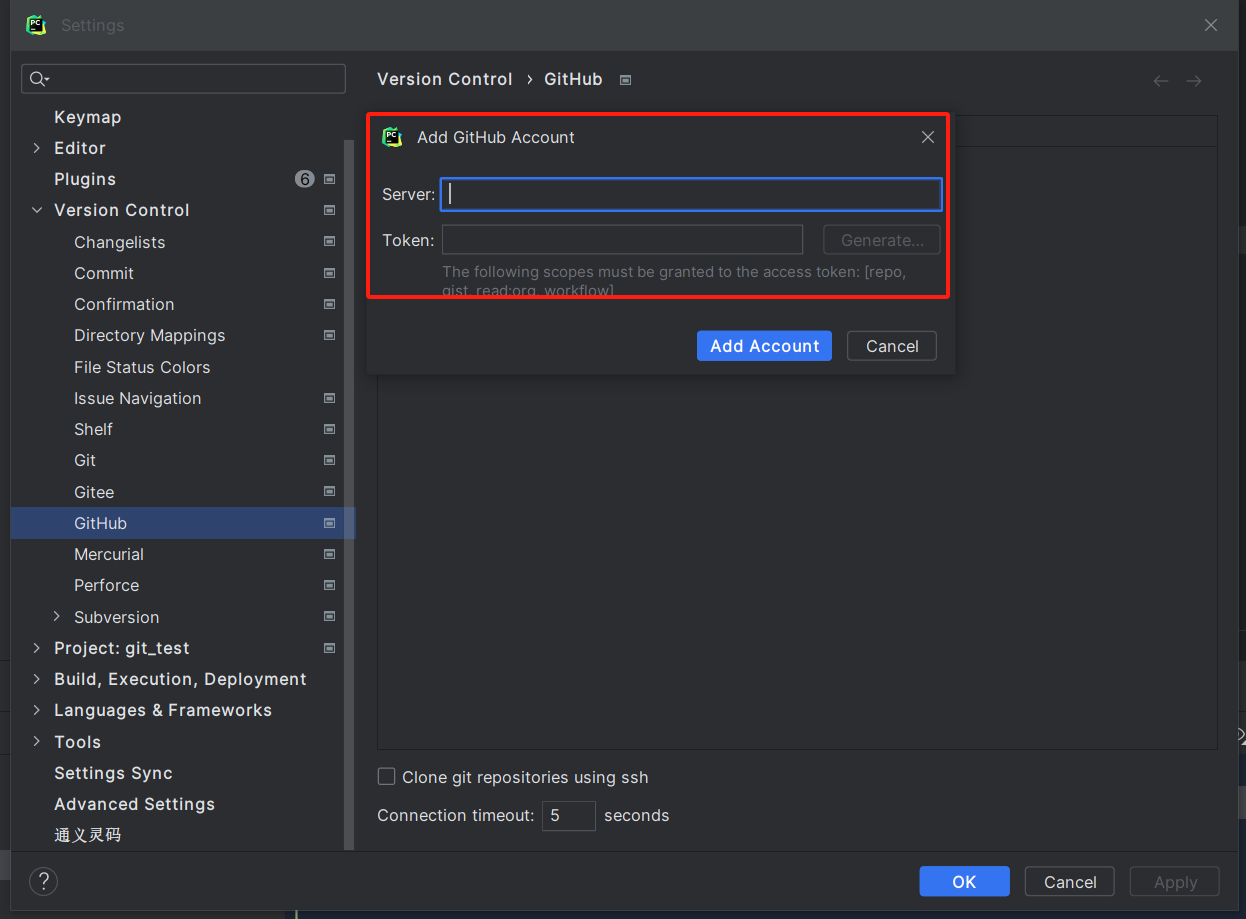 PC Settings
Version Control › GitHub
Keymap
Editor
Plugins 6
Version Control
Changelists
Commit
Confirmation
Directory Mappings
File Status Colors
Issue Navigation
Shelf
Git
Gitee
GitHub
Mercurial
Perforce
Subversion
Project: git_test
Build, Execution, Deployment
Languages & Frameworks
Tools
Settings Sync
Advanced Settings
通义灵码
PC Add GitHub Account
Server:
Token: Generate...
The following scopes must be granted to the access token: [repo,
gist, read:org, workflow]
Add Account Cancel
Clone git repositories using ssh
Connection timeout: 5 seconds
? OK Cancel Apply